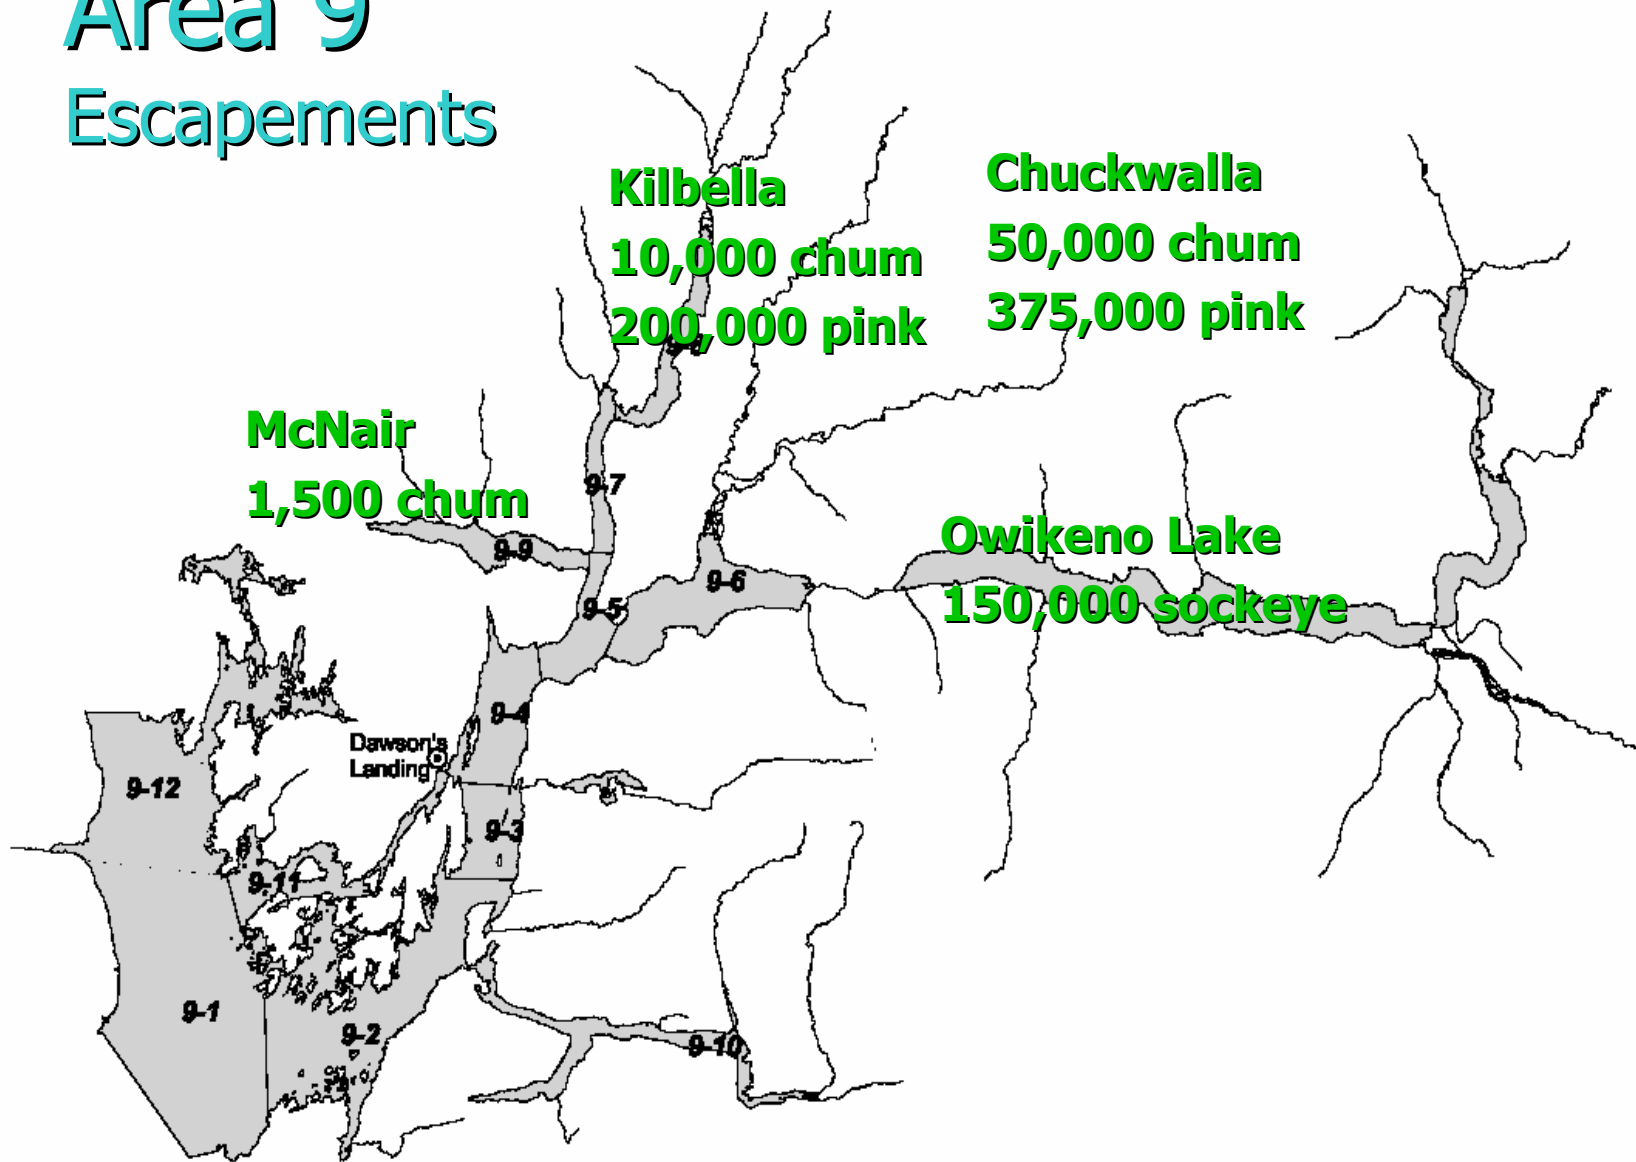 Area 9
Escapements
Kilbella
10,000 chum
200,000 pink
Chuckwalla
50,000 chum
375,000 pink
McNair
1,500 chum
Owikeno Lake
150,000 sockeye
9-7
9-9
9-6
9-5
9-4
Dawson's
Landing
9-12
9-3
9-11
9-1
9-2
9-10